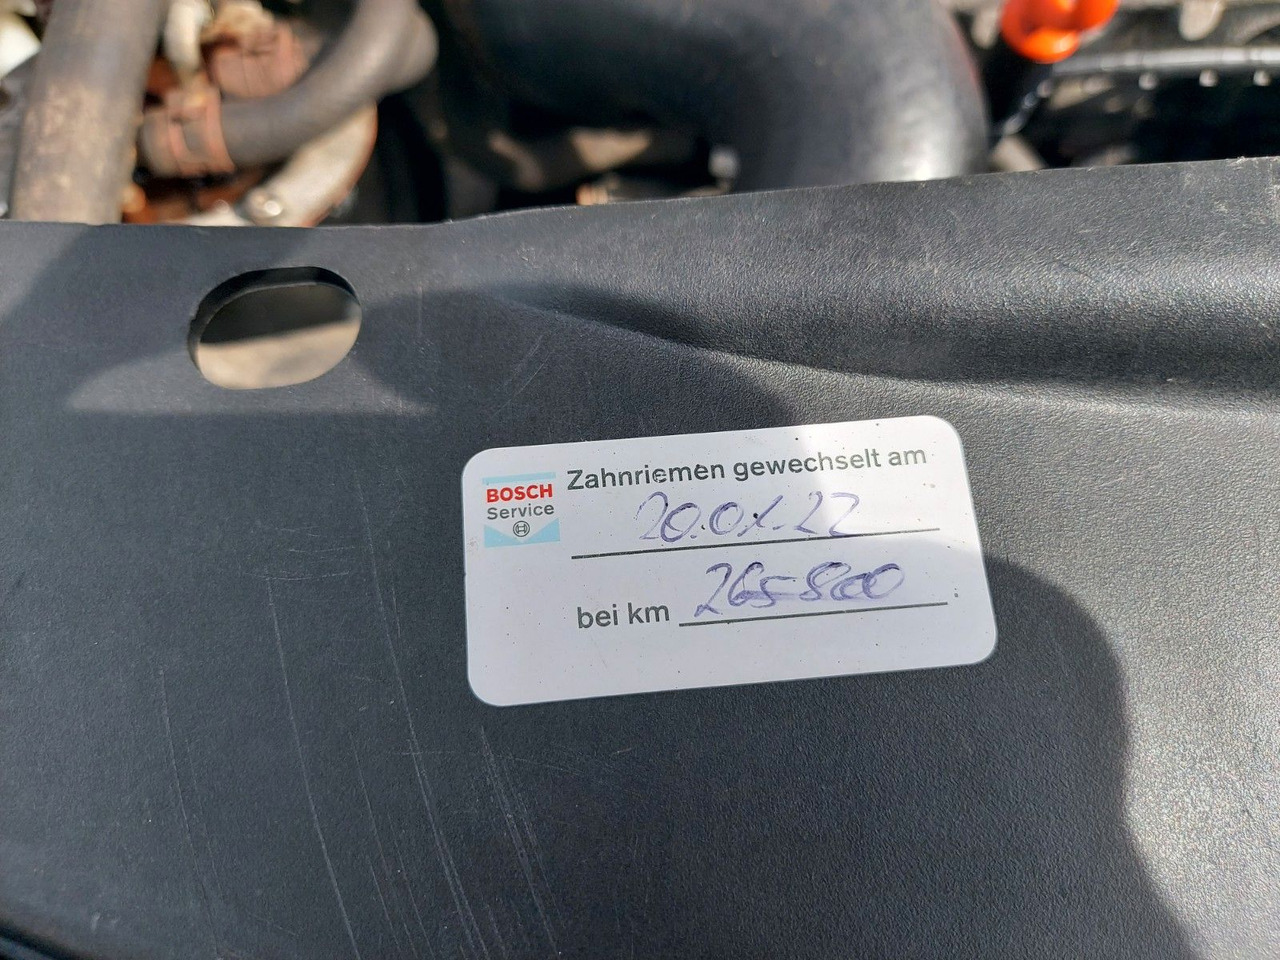 BOSCH
Service
Zahnriemen gewechselt am
20.01.22
bei km 265800